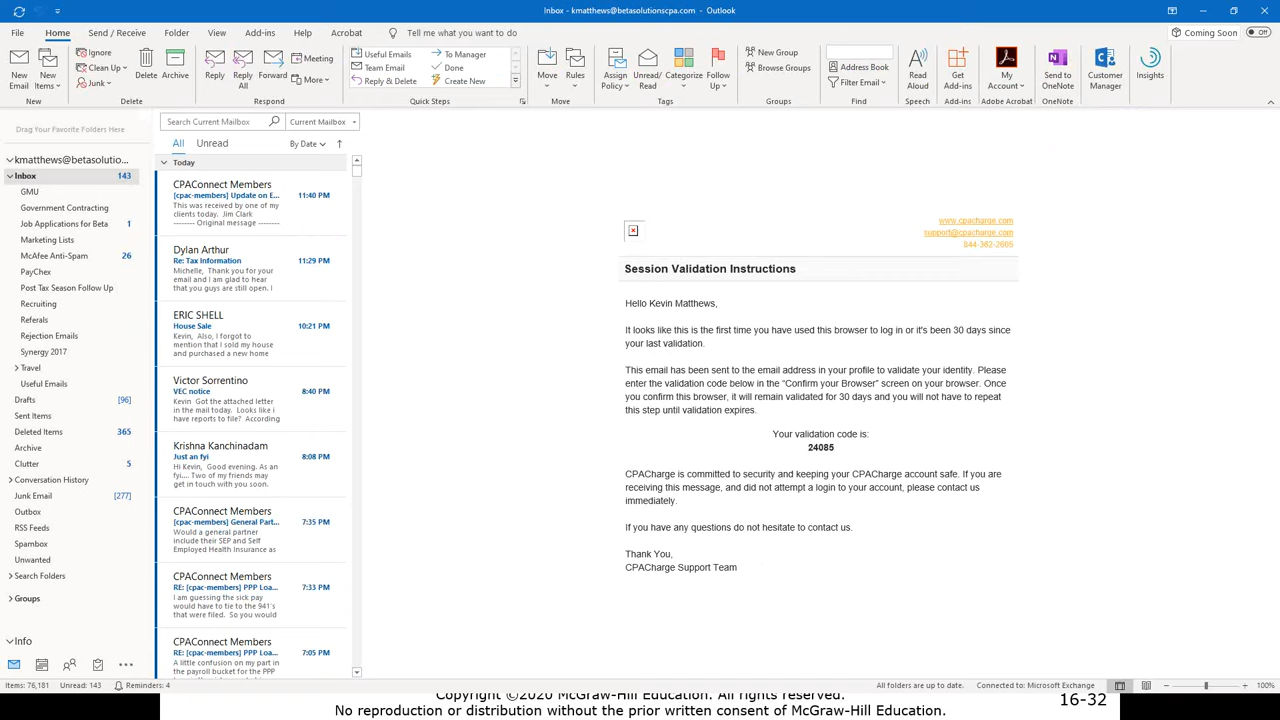 Inbox - kmatthews@betasolutionscpa.com - Outlook
File Home Send / Receive Folder View Add-ins Help Acrobat Tell me what you want to do Coming Soon Off
New Email
New Items
New
Ignore
Clean Up
Junk
Delete
Archive
Delete
Reply
Reply All
Forward
Meeting
More
Respond
Useful Emails
Team Email
Reply & Delete
To Manager
Done
Create New
Quick Steps
Move
Rules
Move
Assign Policy
Unread/ Read
Categorize
Follow Up
Tags
New Group
Browse Groups
Groups
Address Book
Filter Email
Find
Read Aloud
Speech
Get Add-ins
Add-ins
My Account
Adobe Acrobat
Send to OneNote
OneNote
Customer Manager
Insights
Drag Your Favorite Folders Here
kmatthews@betasolutio...
Inbox 143
GMU
Government Contracting
Job Applications for Beta 1
Marketing Lists
McAfee Anti-Spam 26
PayChex
Post Tax Season Follow Up
Recruiting
Referrals
Rejection Emails
Synergy 2017
Travel
Useful Emails
Drafts [96]
Sent Items
Deleted Items 365
Archive
Clutter 5
Conversation History
Junk Email [277]
Outbox
RSS Feeds
Spambox
Unwanted
Search Folders
Groups
Info
Search Current Mailbox Current Mailbox
All Unread By Date
Today
CPAConnect Members
[cpac-members] Update on E... 11:40 PM
This was received by one of my
clients today. Jim Clark
-------- Original message --------
Dylan Arthur
Re: Tax Information 11:29 PM
Michelle, Thank you for your
email and I am glad to hear
that you guys are still open. I
ERIC SHELL
House Sale 10:21 PM
Kevin, Also, I forgot to
mention that I sold my house
and purchased a new home
Victor Sorrentino
VEC notice 8:40 PM
Kevin Got the attached letter
in the mail today. Looks like i
have reports to file? According
Krishna Kanchinadam
Just an fyi 8:08 PM
Hi Kevin, Good evening. As an
fyi.... Two of my friends may
get in touch with you soon.
CPAConnect Members
[cpac-members] General Part... 7:35 PM
Would a general partner
include their SEP and Self
Employed Health Insurance as
CPAConnect Members
RE: [cpac-members] PPP Loa... 7:33 PM
I am guessing the sick pay
would have to tie to the 941's
that were filed. So you would
CPAConnect Members
RE: [cpac-members] PPP Loa... 7:05 PM
A little confusion on my part in
the payroll bucket for the PPP
www.cpacharge.com
support@cpacharge.com
844-362-2605
Session Validation Instructions
Hello Kevin Matthews,
It looks like this is the first time you have used this browser to log in or it's been 30 days since
your last validation.
This email has been sent to the email address in your profile to validate your identity. Please
enter the validation code below in the "Confirm your Browser" screen on your browser. Once
you confirm this browser, it will remain validated for 30 days and you will not have to repeat
this step until validation expires.
Your validation code is:
24085
CPACharge is committed to security and keeping your CPACharge account safe. If you are
receiving this message, and did not attempt a login to your account, please contact us
immediately.
If you have any questions do not hesitate to contact us.
Thank You,
CPACharge Support Team
Items: 76,181 Unread: 143 Reminders: 4 All folders are up to date. Connected to: Microsoft Exchange 100%
Copyright ©2020 McGraw-Hill Education. All rights reserved.
No reproduction or distribution without the prior written consent of McGraw-Hill Education.
16-32